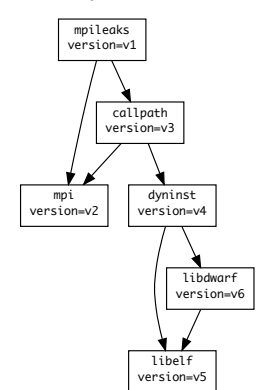 mpileaks
version=v1
callpath
version=v3
mpi
version=v2
dyninst
version=v4
libdwarf
version=v6
libelf
version=v5